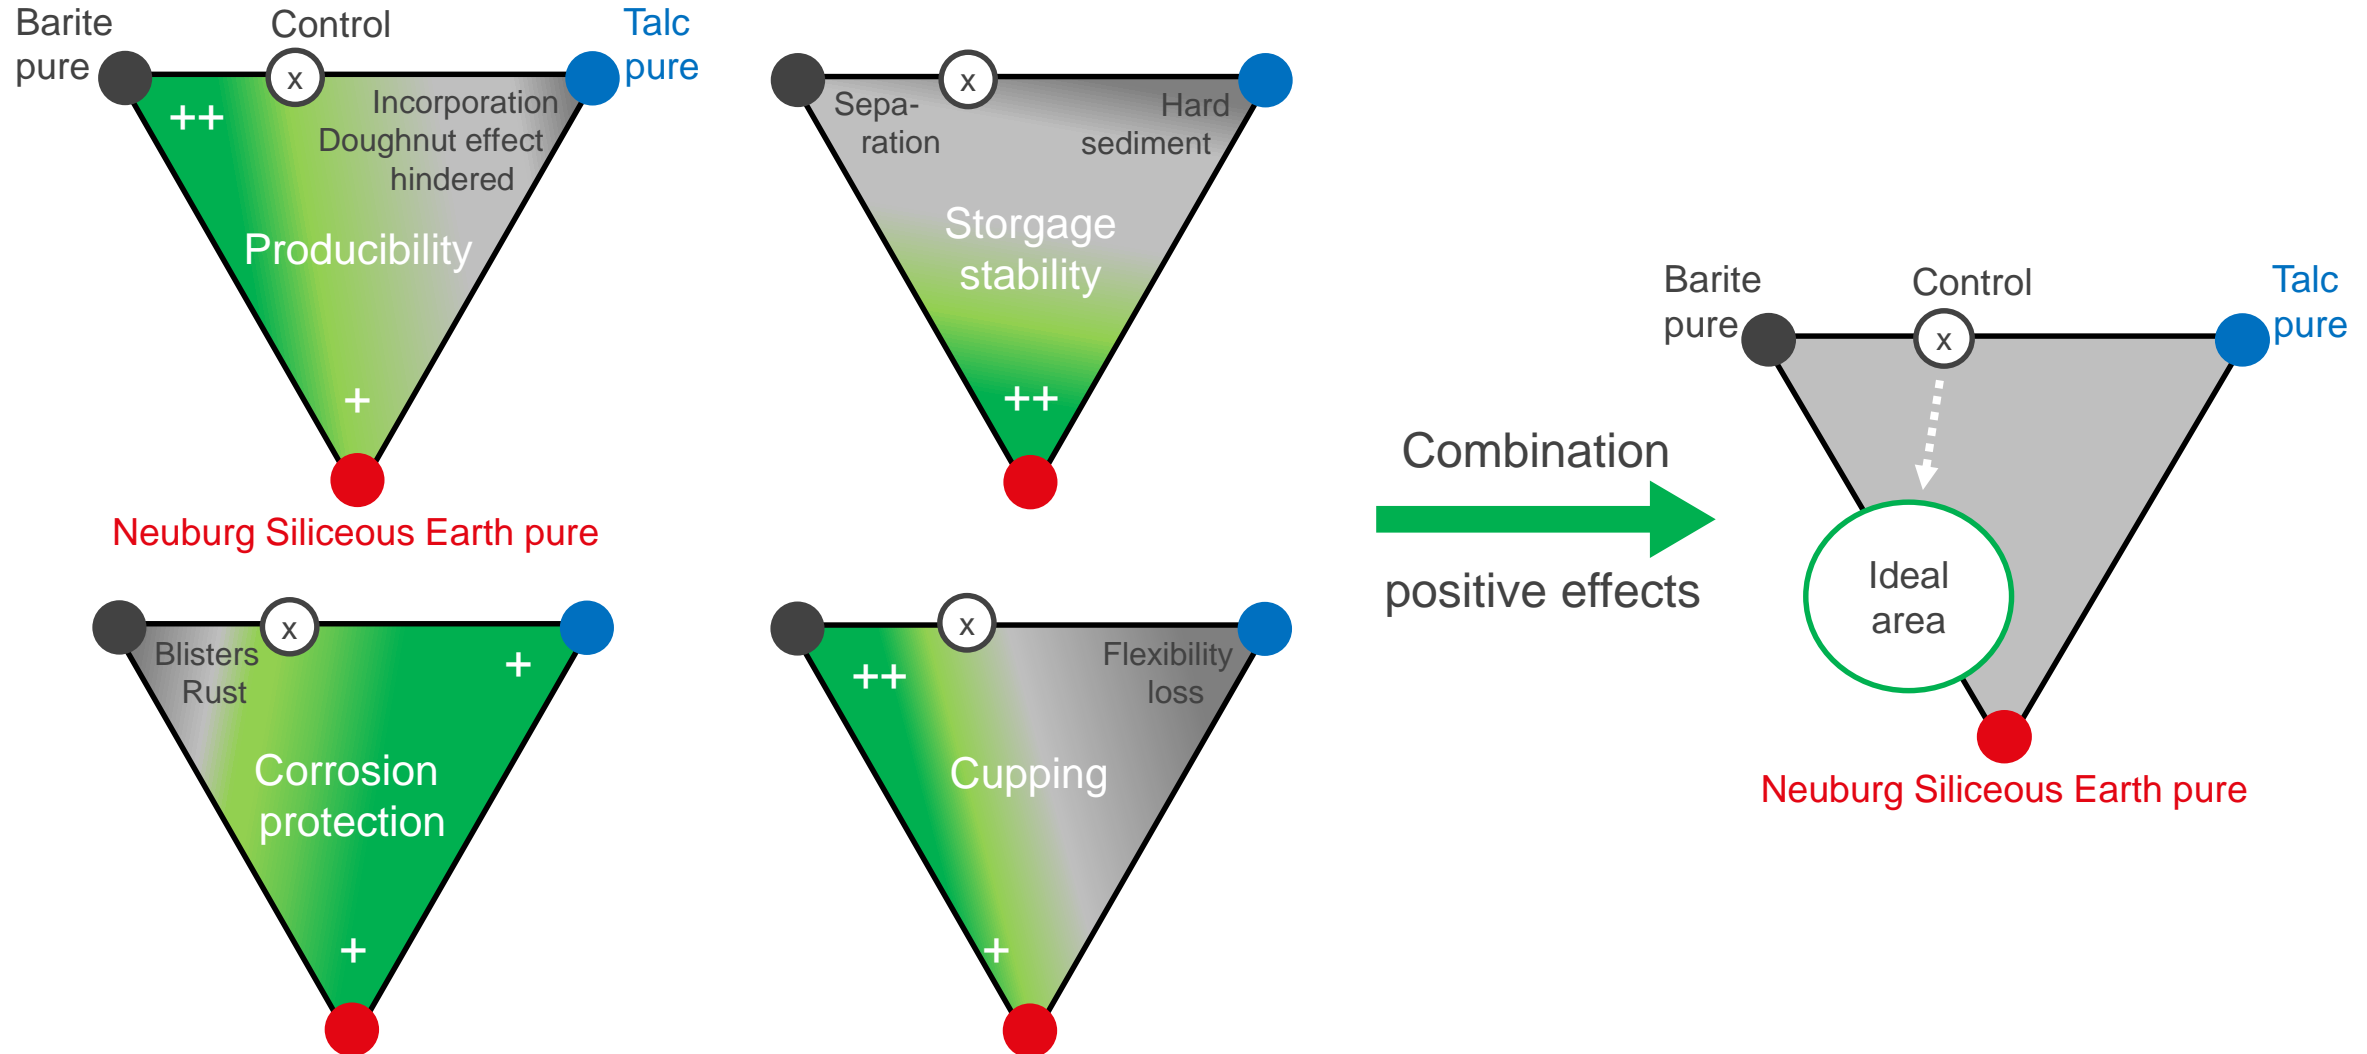 Barite
pure
Control
x
Talc
pure
++
Incorporation
Doughnut effect
hindered
Producibility
+
Neuburg Siliceous Earth pure
x
Sepa-
ration
Hard
sediment
Storgage
stability
++
x
Blisters
Rust
+
Corrosion
protection
+
x
++
Flexibility
loss
Cupping
+
Combination
positive effects
Barite
pure
Control
x
Talc
pure
Ideal
area
Neuburg Siliceous Earth pure